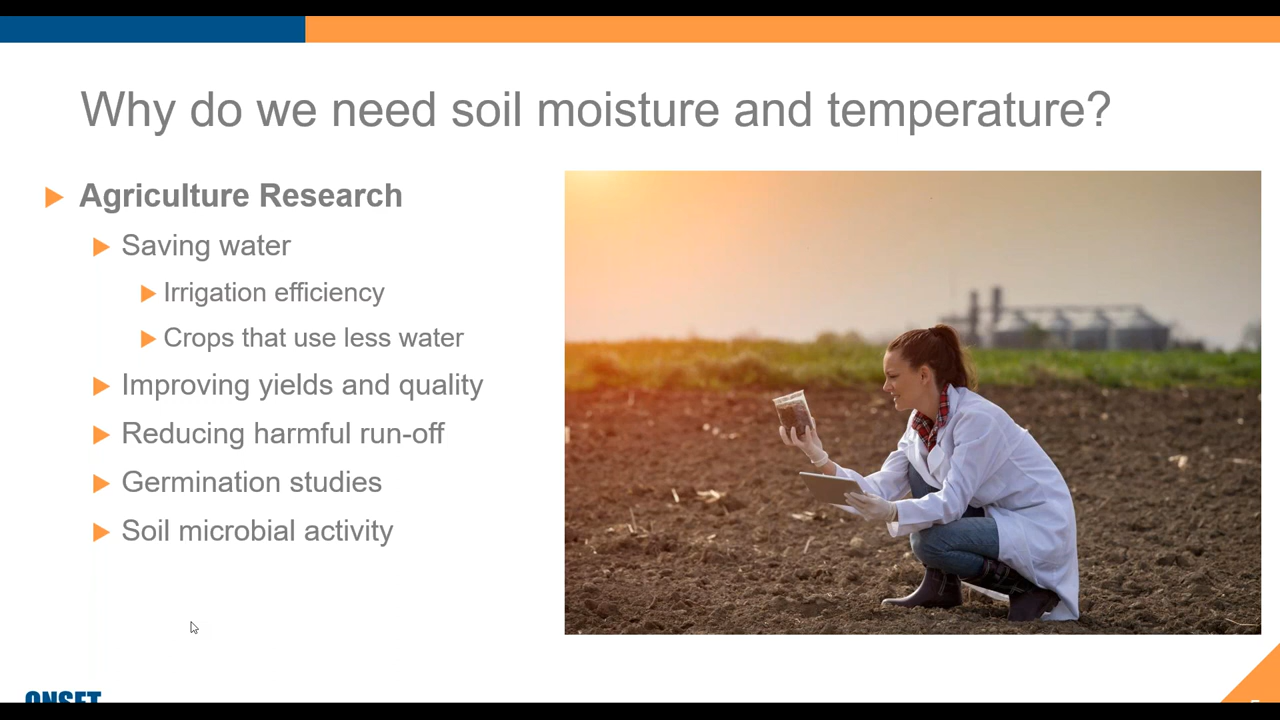 Why do we need soil moisture and temperature?
Agriculture Research
Saving water
Irrigation efficiency
Crops that use less water
Improving yields and quality
Reducing harmful run-off
Germination studies
Soil microbial activity
ONSET